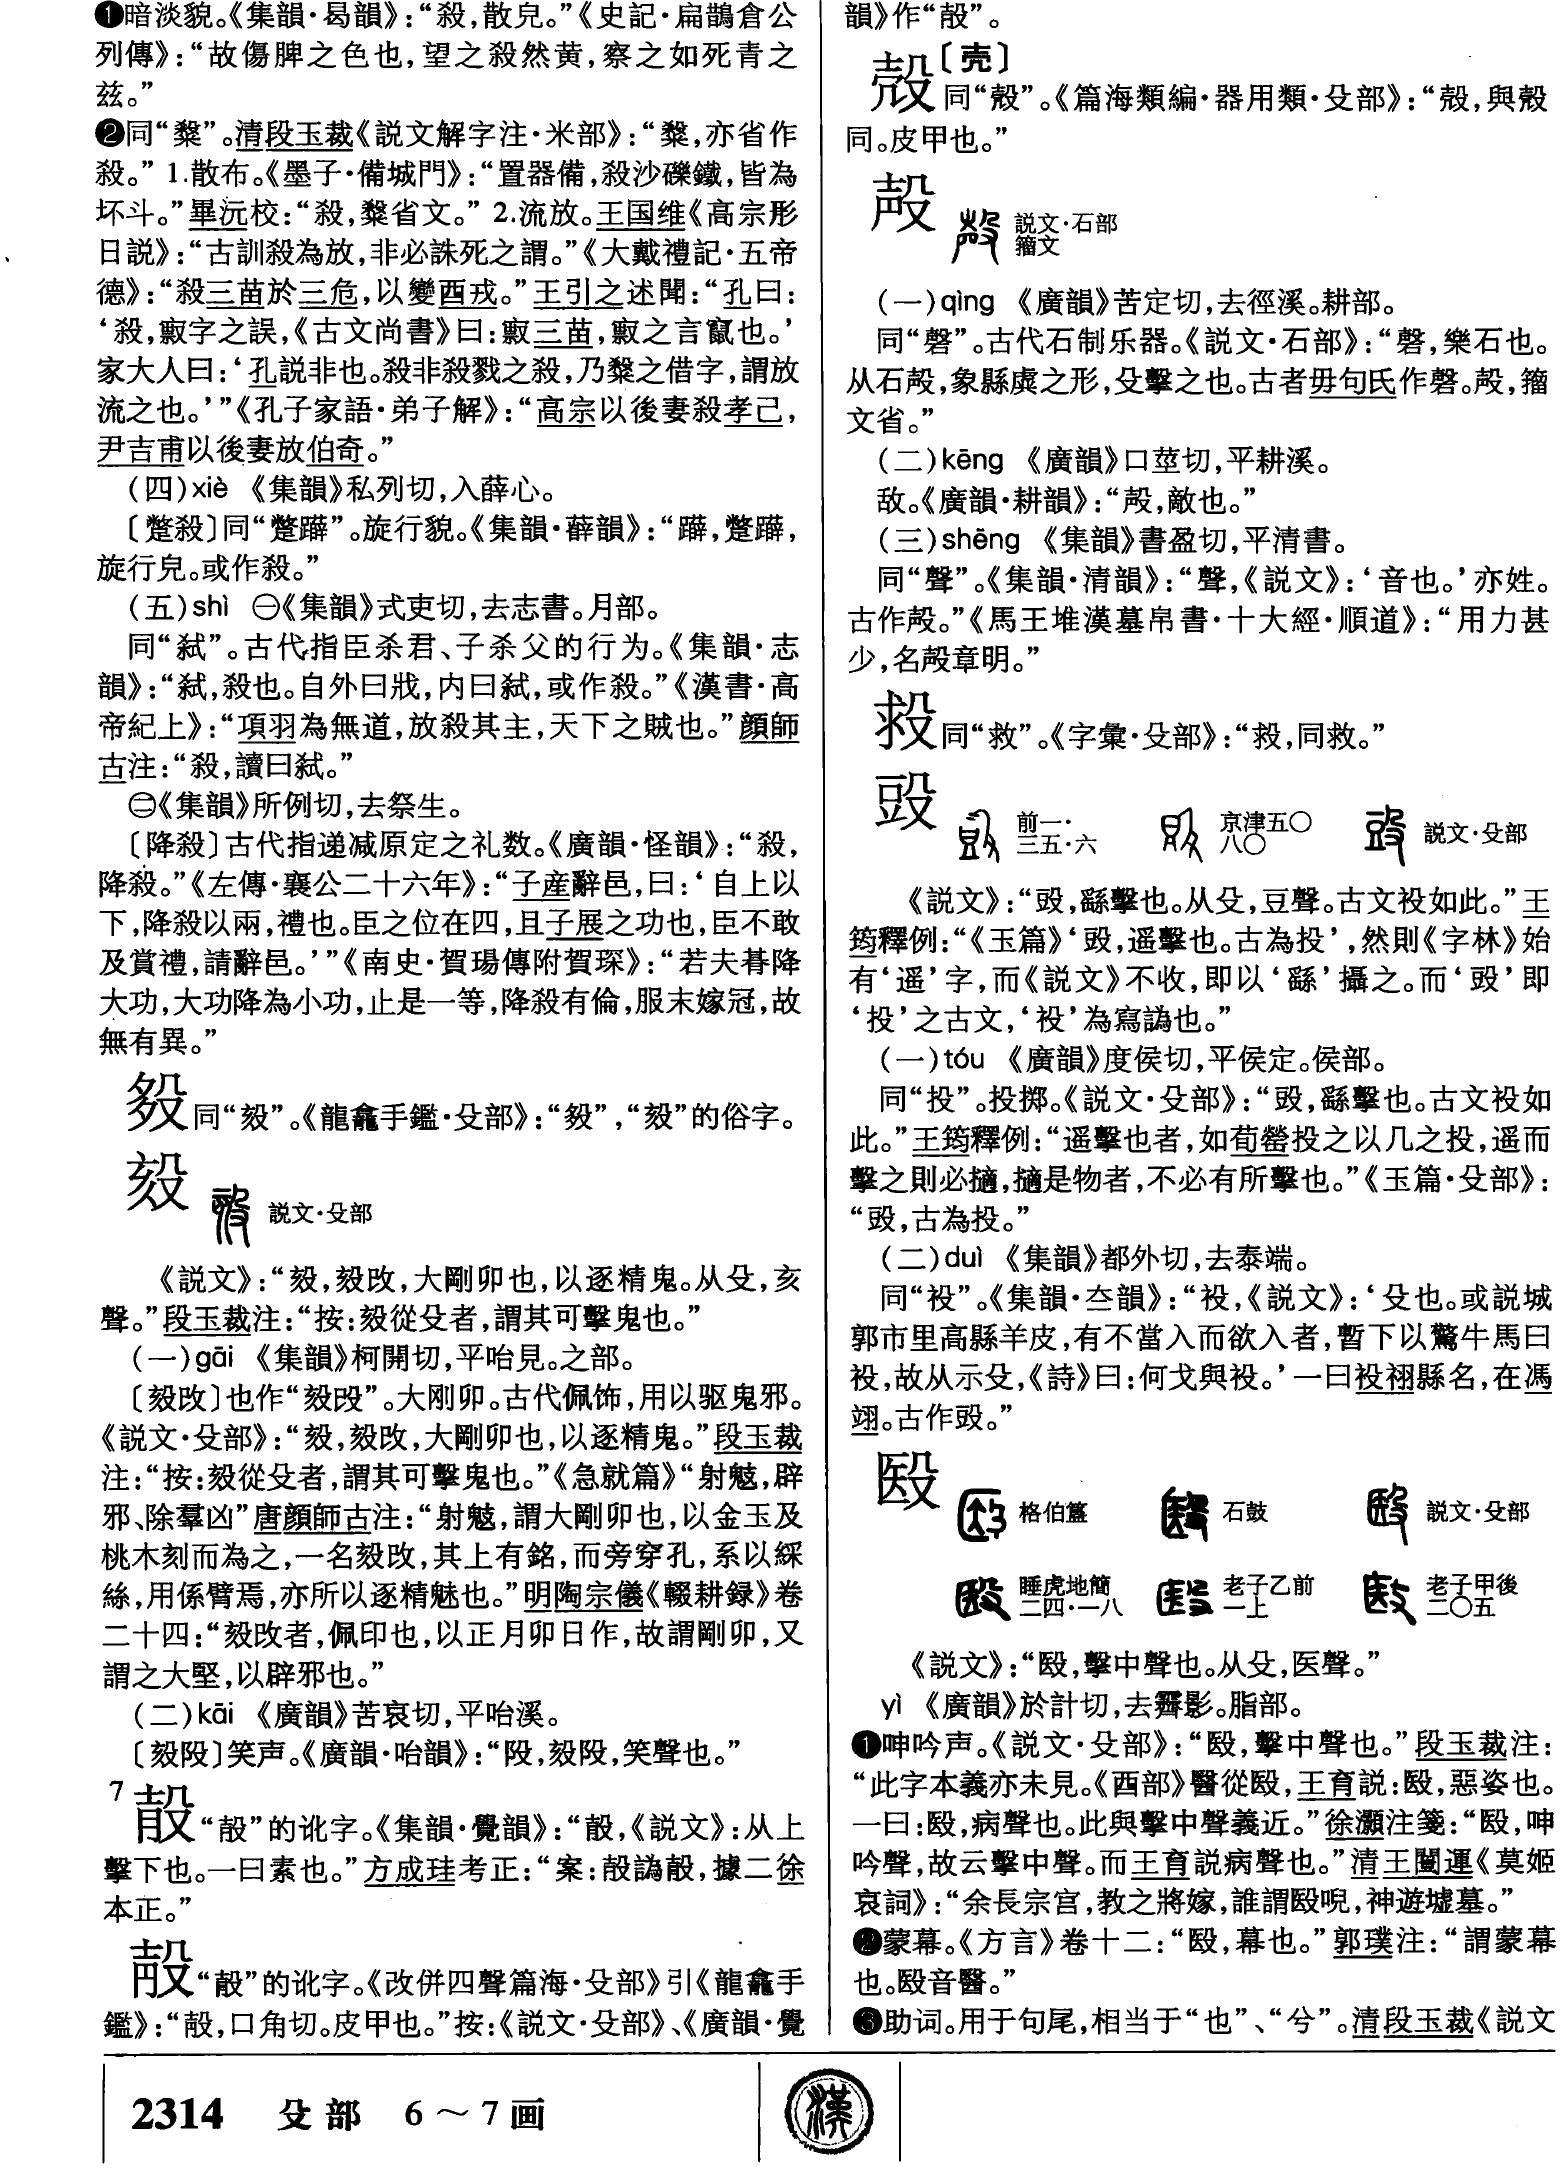 ❶暗淡貌。《集韻·曷韻》：“殺，散皃。”《史記·扁鵲倉公
列傳》：“故傷脾之色也，望之殺然黄，察之如死青之
兹。”
❷同“𥻦”。清段玉裁《説文解字注·米部》：“𥻦，亦省作
殺。” 1.散布。《墨子·備城門》：“置器備，殺沙礫鐵，皆為
坏斗。”畢沅校：“殺，𥻦省文。” 2.流放。王国维《高宗肜
日説》：“古訓殺為放，非必誅死之謂。”《大戴禮記·五帝
德》：“殺三苗於三危，以變西戎。”王引之述聞：“孔曰：
‘殺，㝮字之誤，《古文尚書》曰：㝮三苗，㝮之言竄也。’
家大人曰：‘孔説非也。殺非殺戮之殺，乃𥻦之借字，謂放
流之也。’”《孔子家語·弟子解》：“高宗以後妻殺孝己，
尹吉甫以後妻放伯奇。”
(四)xiè 《集韻》私列切，入薛心。
〔蹩殺〕同“蹩躠”。旋行貌。《集韻·薛韻》：“躠，蹩躠，
旋行皃。或作殺。”
(五)shì ㊀《集韻》式吏切，去志書。月部。
同“弑”。古代指臣杀君、子杀父的行为。《集韻·志
韻》：“弑，殺也。自外曰戕，内曰弑，或作殺。”《漢書·高
帝紀上》：“項羽為無道，放殺其主，天下之賊也。”顔師
古注：“殺，讀曰弑。”
㊁《集韻》所例切，去祭生。
〔降殺〕古代指递减原定之礼数。《廣韻·怪韻》：“殺，
降殺。”《左傳·襄公二十六年》：“子産辭邑，曰：‘自上以
下，降殺以兩，禮也。臣之位在四，且子展之功也，臣不敢
及賞禮，請辭邑。’”《南史·賀瑒傳附賀琛》：“若夫朞降
大功，大功降為小功，止是一等，降殺有倫，服末嫁冠，故
無有異。”
同“毅”。《龍龕手鑑·殳部》：“”，“”的俗字。
毅 説文·殳部
《説文》：“毅，毅改，大剛卯也，以逐精鬼。从殳，亥
聲。”段玉裁注：“按：毅從殳者，謂其可擊鬼也。”
(一)gāi 《集韻》柯開切，平咍見。之部。
〔毅改〕也作“毅”。大刚卯。古代佩饰，用以驱鬼邪。
《説文·殳部》：“毅，毅改，大剛卯也，以逐精鬼。”段玉裁
注：“按：毅從殳者，謂其可擊鬼也。”《急就篇》“射鬾，辟
邪、除羣凶”唐顔師古注：“射鬾，謂大剛卯也，以金玉及
桃木刻而為之，一名毅改，其上有銘，而旁穿孔，系以綵
絲，用係臂焉，亦所以逐精魅也。”明陶宗儀《輟耕録》卷
二十四：“毅改者，佩印也，以正月卯日作，故謂剛卯，又
謂之大堅，以辟邪也。”
(二)kāi 《廣韻》苦哀切，平咍溪。
〔毅〕笑声。《廣韻·咍韻》：“，毅，笑聲也。”
7
“㱿”的讹字。《集韻·覺韻》：“，《説文》：从上
擊下也。一曰素也。”方成珪考正：“案：㱿譌，據二徐
本正。”
“㱿”的讹字。《改併四聲篇海·殳部》引《龍龕手
鑑》：“，口角切。皮甲也。”按：《説文·殳部》、《廣韻·覺
韻》作“㱿”。
殻〔壳〕
同“殼”。《篇海類編·器用類·殳部》：“殻，與殼
同。皮甲也。”
殸 説文·石部
籀文
(一)qìng 《廣韻》苦定切，去徑溪。耕部。
同“磬”。古代石制乐器。《説文·石部》：“磬，樂石也。
从石殸，象縣虡之形，殳擊之也。古者毋句氏作磬。殸，籀
文省。”
(二)kēng 《廣韻》口莖切，平耕溪。
敌。《廣韻·耕韻》：“殸，敵也。”
(三)shēng 《集韻》書盈切，平清書。
同“聲”。《集韻·清韻》：“聲，《説文》：‘音也。’亦姓。
古作殸。”《馬王堆漢墓帛書·十大經·順道》：“用力甚
少，名殸章明。”
同“救”。《字彙·殳部》：“，同救。”
㱾 前一·
三五·六
京津五〇
八〇
説文·殳部
《説文》：“㱾，繇擊也。从殳，豆聲。古文祋如此。”王
筠釋例：“《玉篇》‘㱾，遥擊也。古為投’，然則《字林》始
有‘遥’字，而《説文》不收，即以‘繇’攝之。而‘㱾’即
‘投’之古文，‘祋’為寫譌也。”
(一)tóu 《廣韻》度侯切，平侯定。侯部。
同“投”。投掷。《説文·殳部》：“㱾，繇擊也。古文祋如
此。”王筠釋例：“遥擊也者，如荀罃投之以几之投，遥而
擊之則必擿，擿是物者，不必有所擊也。”《玉篇·殳部》：
“㱾，古為投。”
(二)duì 《集韻》都外切，去泰端。
同“祋”。《集韻·夳韻》：“祋，《説文》：‘殳也。或説城
郭市里高縣羊皮，有不當入而欲入者，暫下以驚牛馬曰
祋，故从示殳，《詩》曰：何戈與祋。’一曰祋祤縣名，在馮
翊。古作㱾。”
殹 格伯簋
石鼓
説文·殳部
睡虎地簡
二四·一八
老子乙前
一上
老子甲後
二〇五
《説文》：“殹，擊中聲也。从殳，医聲。”
yì 《廣韻》於計切，去霽影。脂部。
❶呻吟声。《説文·殳部》：“殹，擊中聲也。”段玉裁注：
“此字本義亦未見。《酉部》醫從殹，王育説：殹，惡姿也。
一曰：殹，病聲也。此與擊中聲義近。”徐灝注箋：“殹，呻
吟聲，故云擊中聲。而王育説病聲也。”清王闓運《莫姬
哀詞》：“余長宗宫，教之將嫁，誰謂殹唲，神遊墟墓。”
❷蒙幕。《方言》卷十二：“殹，幕也。”郭璞注：“謂蒙幕
也。殹音醫。”
❸助词。用于句尾，相当于“也”、“兮”。清段玉裁《説文
2314 殳部 6～7画
漢